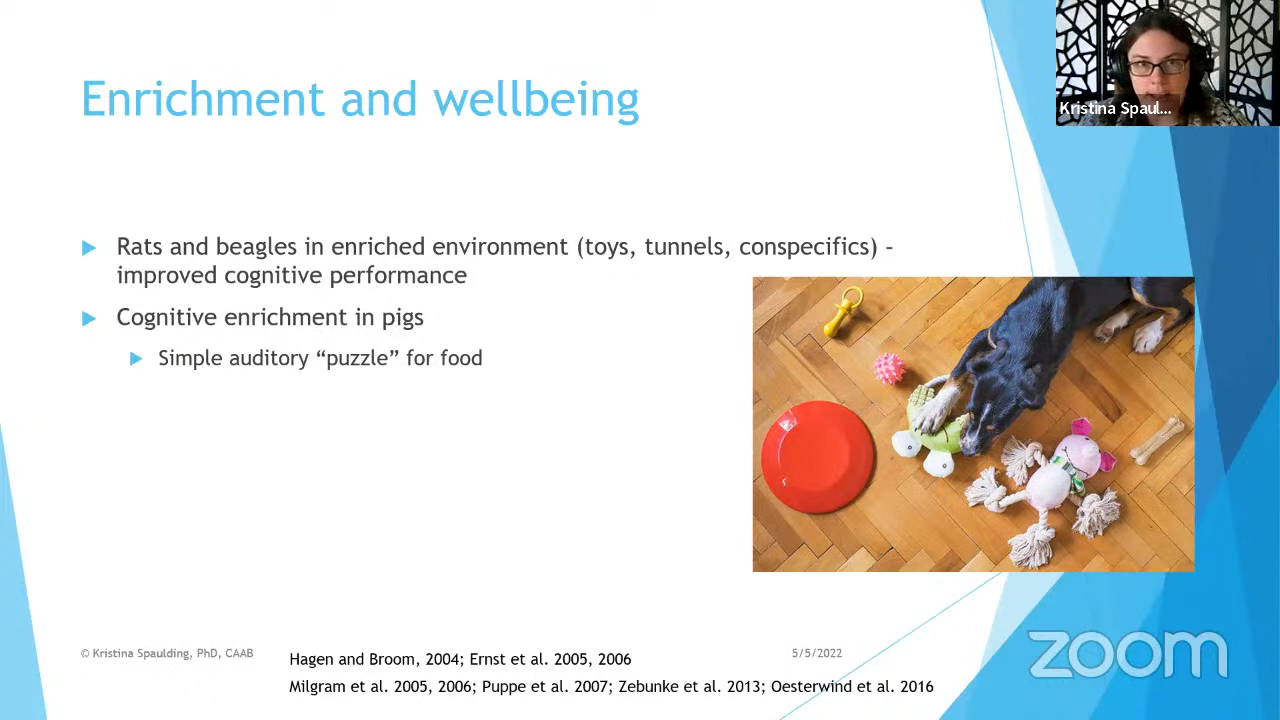 Enrichment and wellbeing
Kristina Spaul...
Rats and beagles in enriched environment (toys, tunnels, conspecifics) –
improved cognitive performance
Cognitive enrichment in pigs
Simple auditory “puzzle” for food
© Kristina Spaulding, PhD, CAAB
Hagen and Broom, 2004; Ernst et al. 2005, 2006
5/5/2022
Milgram et al. 2005, 2006; Puppe et al. 2007; Zebunke et al. 2013; Oesterwind et al. 2016
zoom